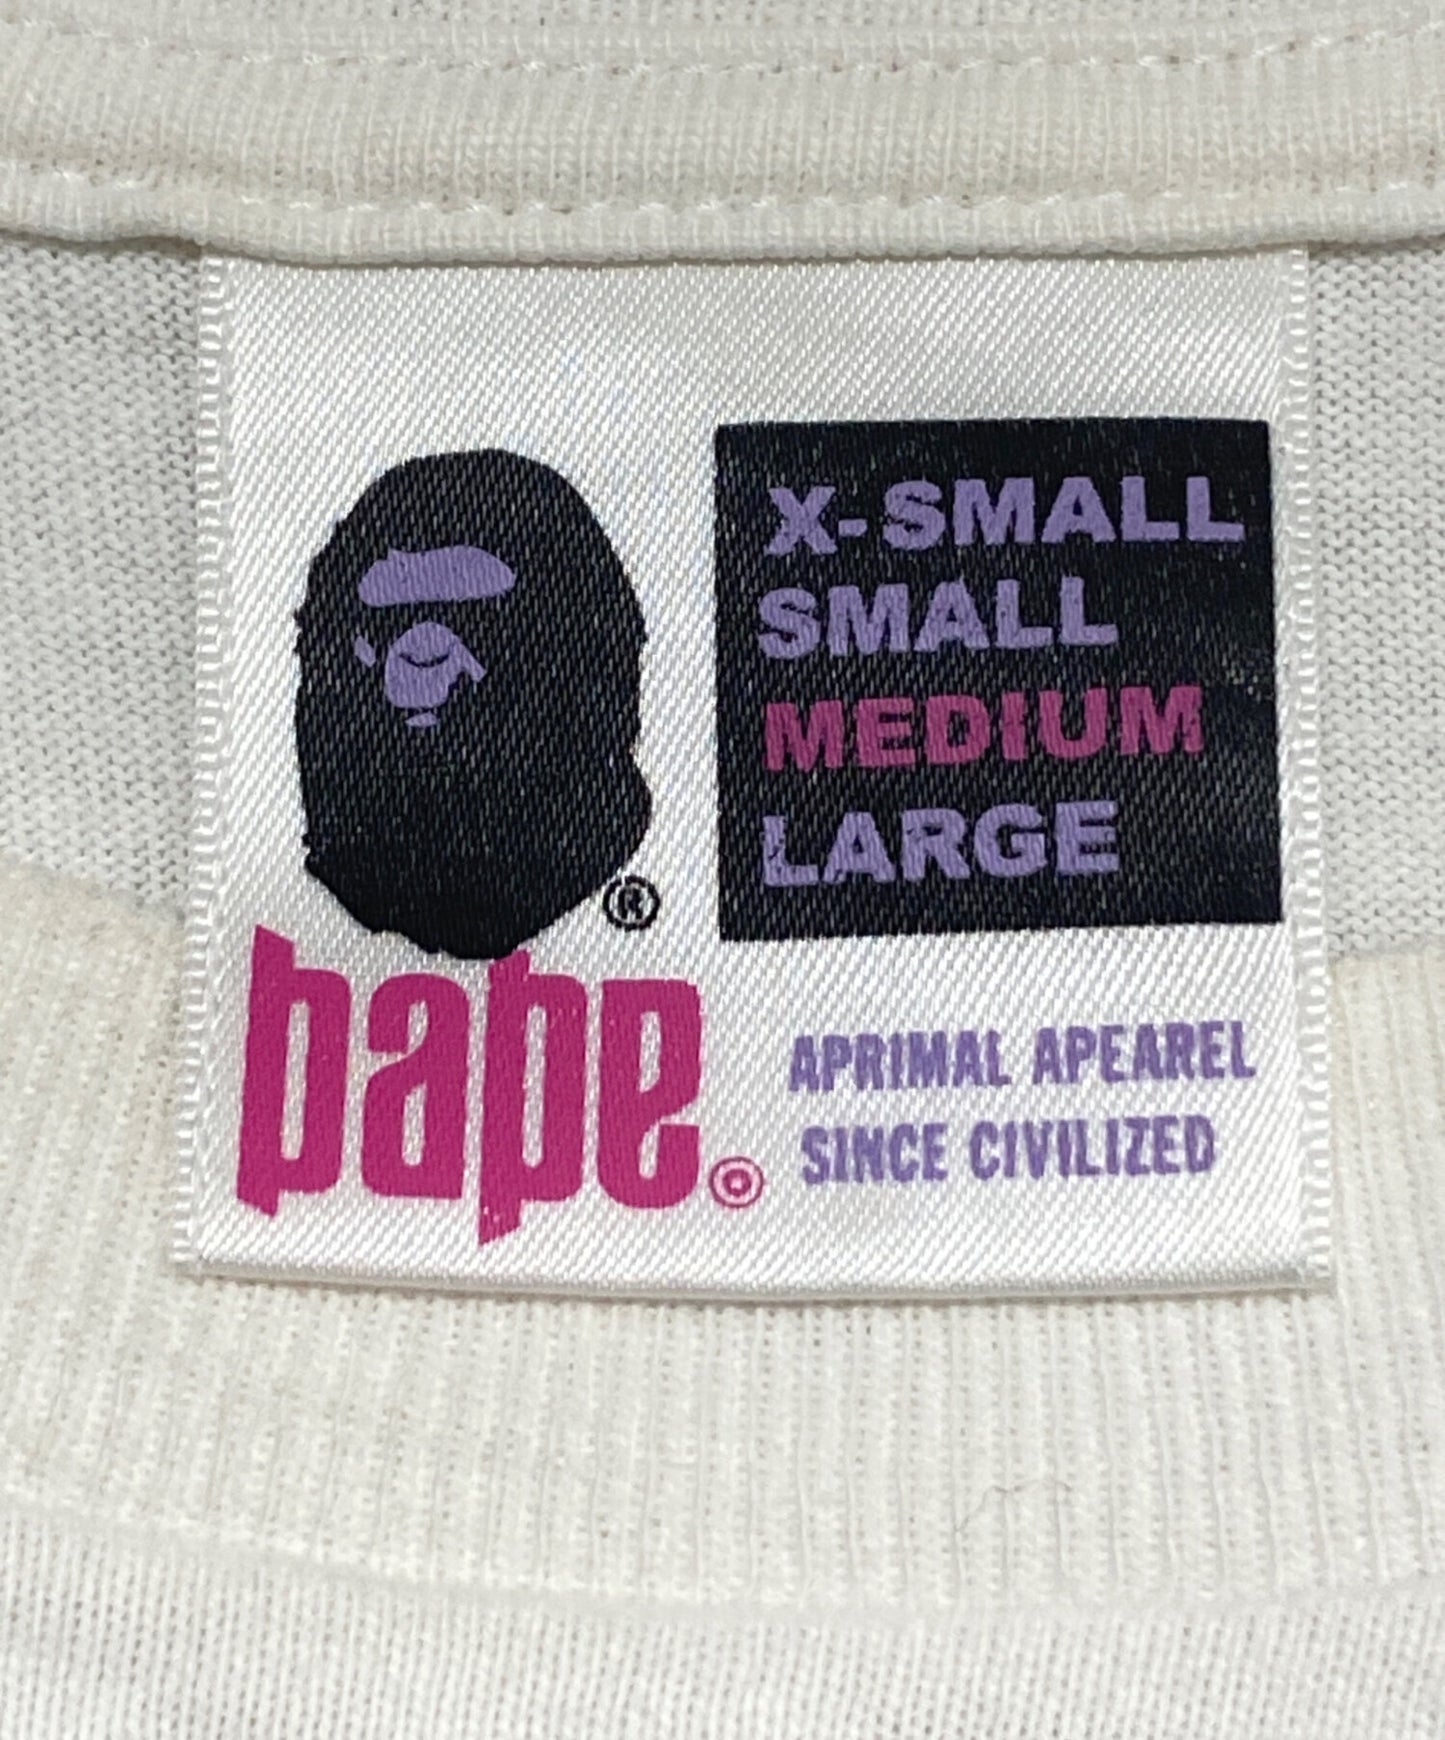 X-SMALL
SMALL
MEDIUM
LARGE
®
bape®
APRIMAL APEAREL
SINCE CIVILIZED